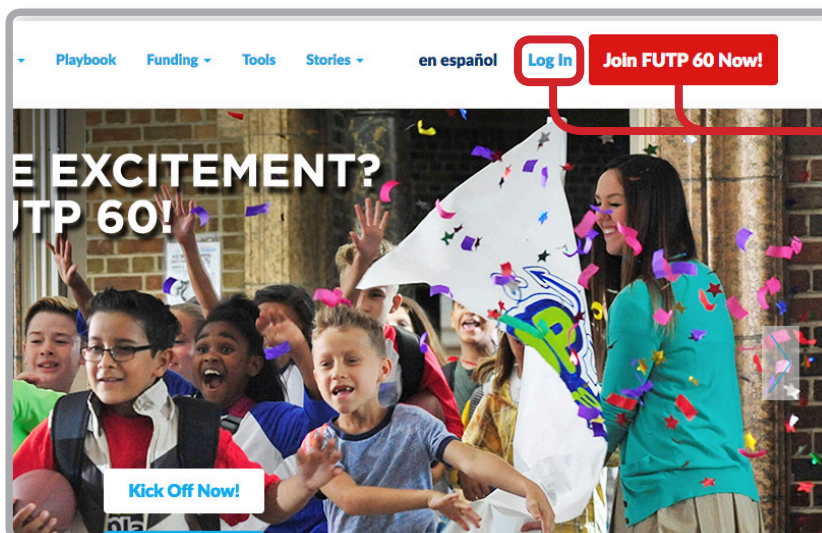 Playbook Funding Tools Stories en español Log In Join FUTP 60 Now!
E EXCITEMENT?
UTP 60!
Kick Off Now!